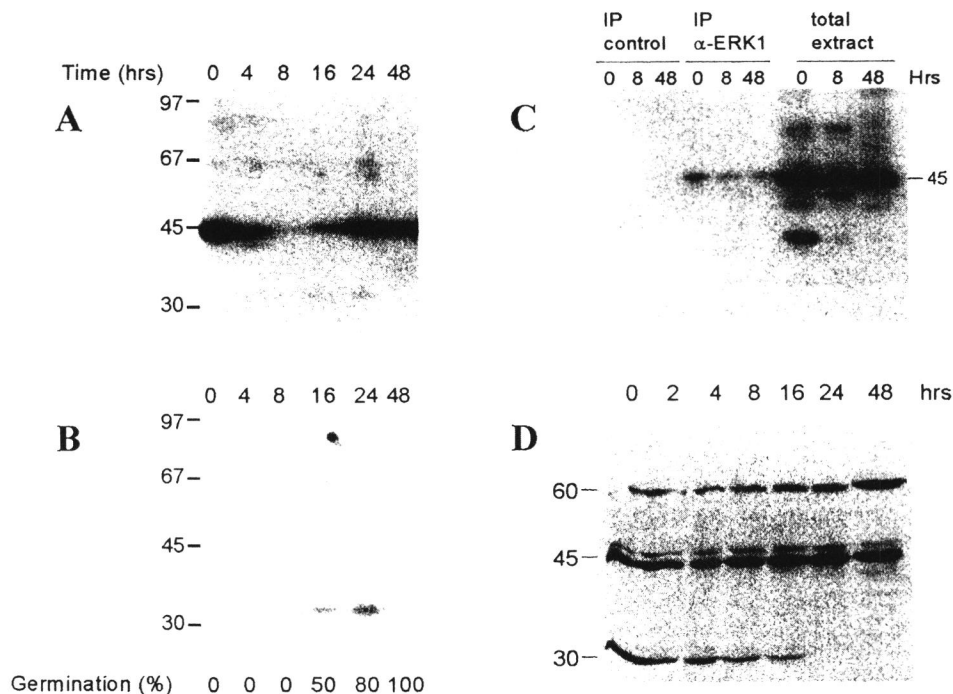 A
Time (hrs) 0 4 8 16 24 48
97
67
45
30
B
0 4 8 16 24 48
97
67
45
30
Germination (%) 0 0 0 50 80 100
C
IP control IP α-ERK1 total extract
0 8 48 0 8 48 0 8 48 Hrs
45
D
0 2 4 8 16 24 48 hrs
60
45
30